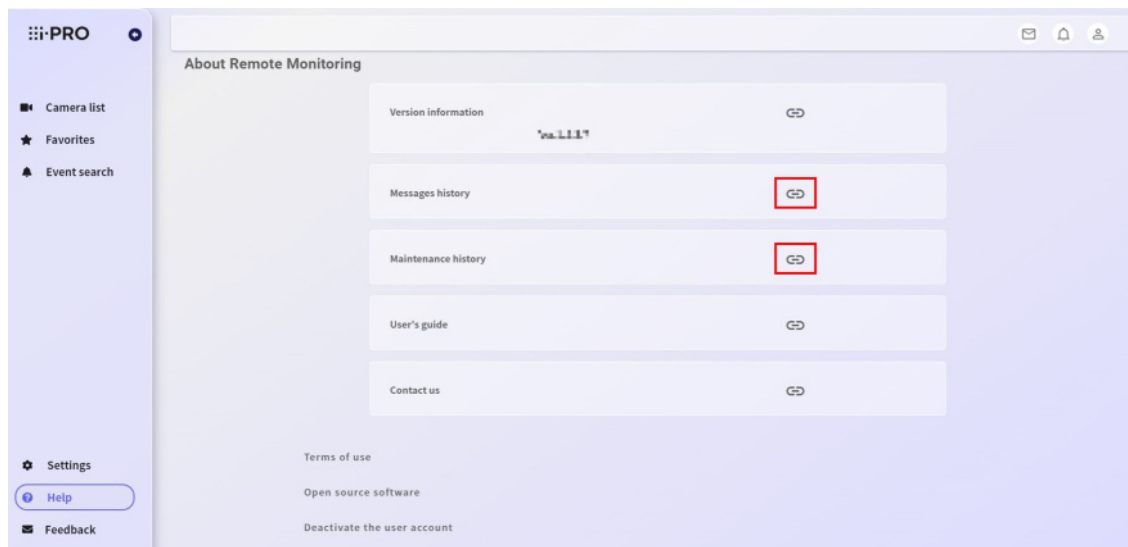 i-PRO
Camera list
Favorites
Event search
Settings
Help
Feedback
About Remote Monitoring
Version information
Messages history
Maintenance history
User's guide
Contact us
Terms of use
Open source software
Deactivate the user account